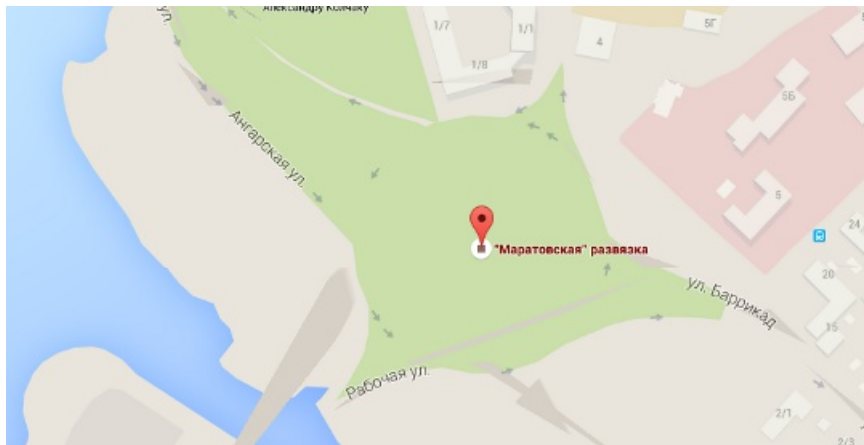 Александру Колчаку
1/7
1/1
5Г
4
1/8
5Б
ул.
Ангарская ул.
5
24
"Маратовская" развязка
20
ул. Баррикад
15
Рабочая ул.
2/1
2/3